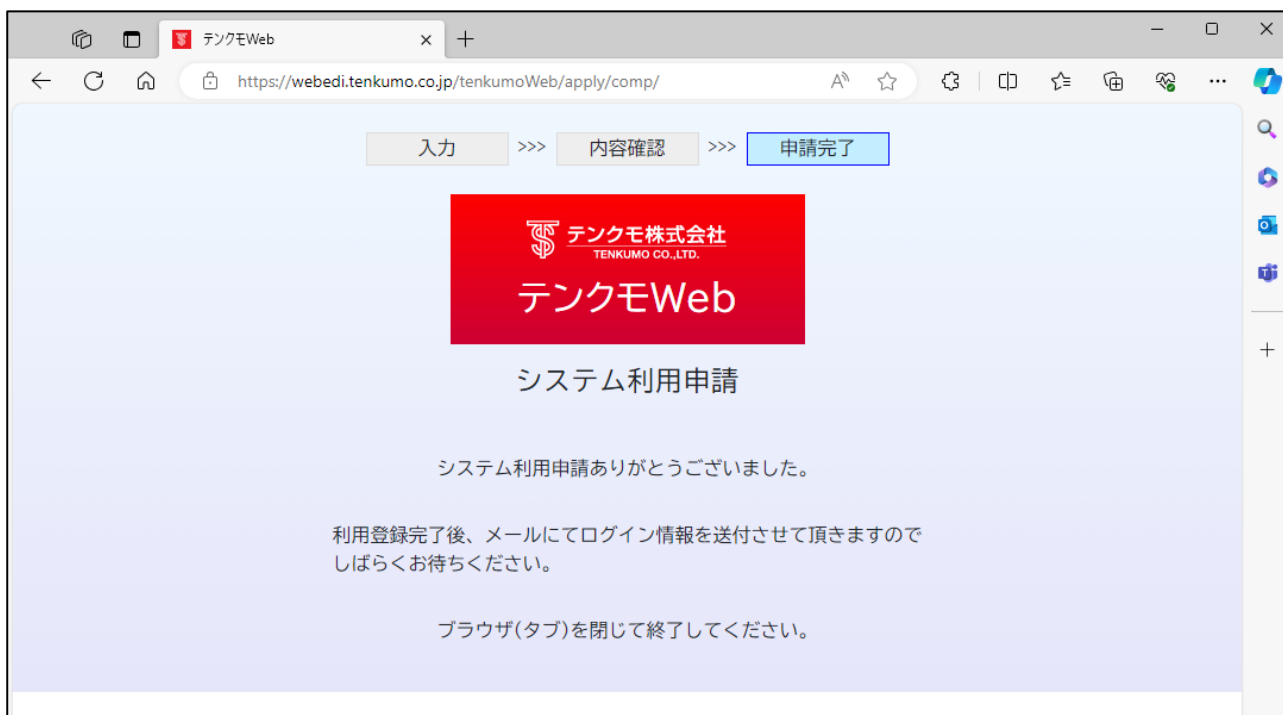 テンクモWeb
https://webedi.tenkumo.co.jp/tenkumoWeb/apply/comp/
入力 >>> 内容確認 >>> 申請完了
テンクモ株式会社
TENKUMO CO.,LTD.
テンクモWeb
システム利用申請
システム利用申請ありがとうございました。
利用登録完了後、メールにてログイン情報を送付させて頂きますので
しばらくお待ちください。
ブラウザ(タブ)を閉じて終了してください。